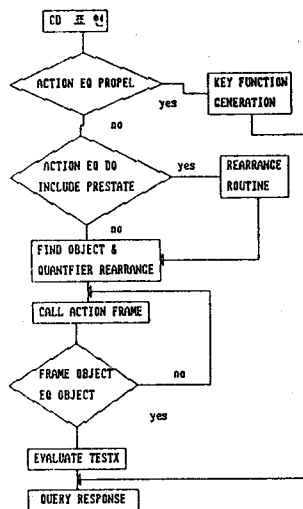 CD 표 현
ACTION EQ PROPEL
yes
KEY FUNCTION
GENERATION
no
ACTION EQ DO
INCLUDE PRESTATE
yes
REARRANGE
ROUTINE
no
FIND OBJECT &
QUANTFIER REARRANGE
CALL ACTION FRAME
FRAME OBJECT
EQ OBJECT
no
yes
EVALUATE TESTX
QUERY RESPONSE